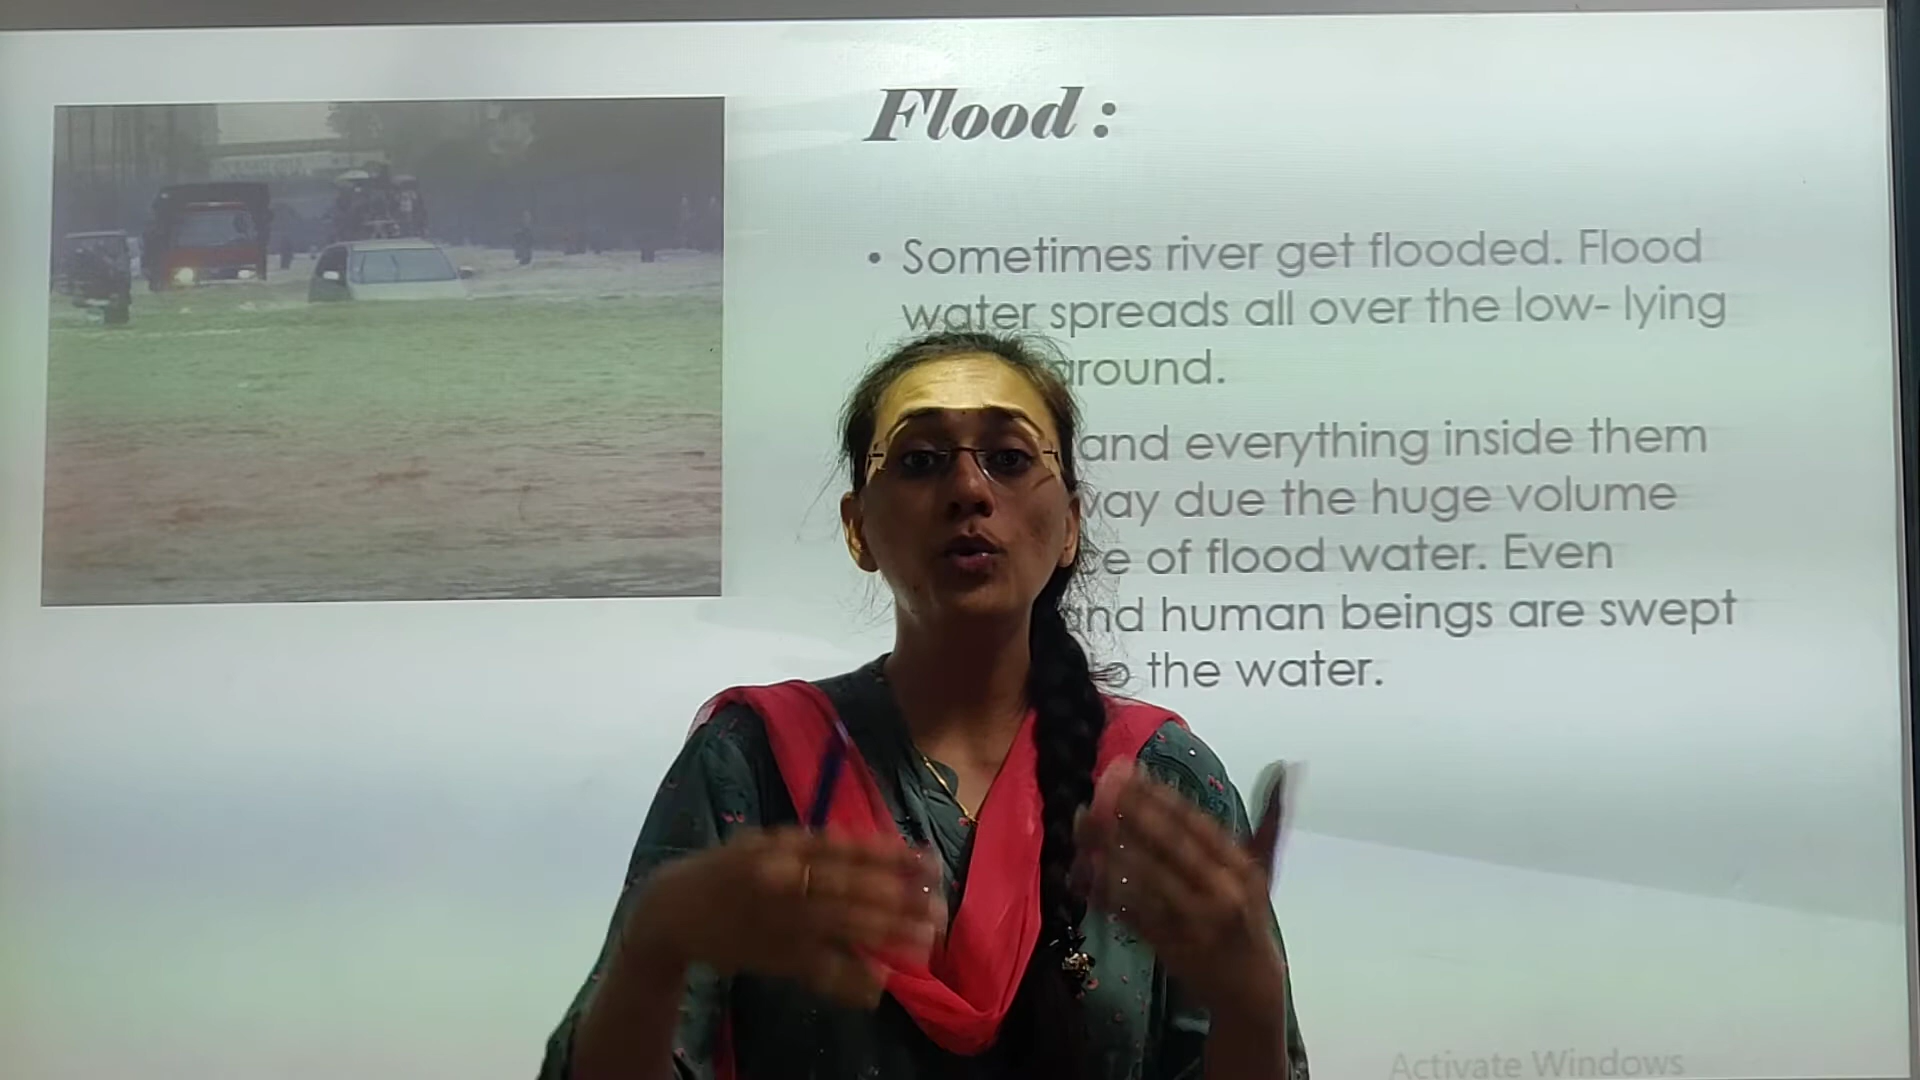 Flood :
• Sometimes river get flooded. Flood
water spreads all over the low- lying
around.
and everything inside them
due the huge volume
of flood water. Even
human beings are swept
the water.
Activate Windows